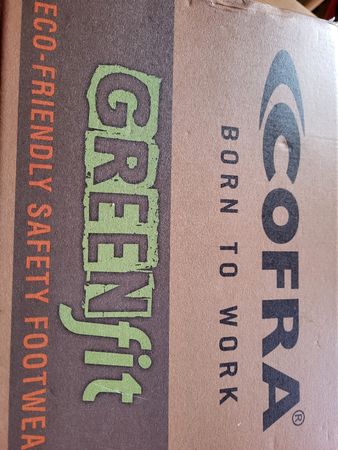 COFRA®
BORN TO WORK
GREENfit
ECO-FRIENDLY SAFETY FOOTWEA